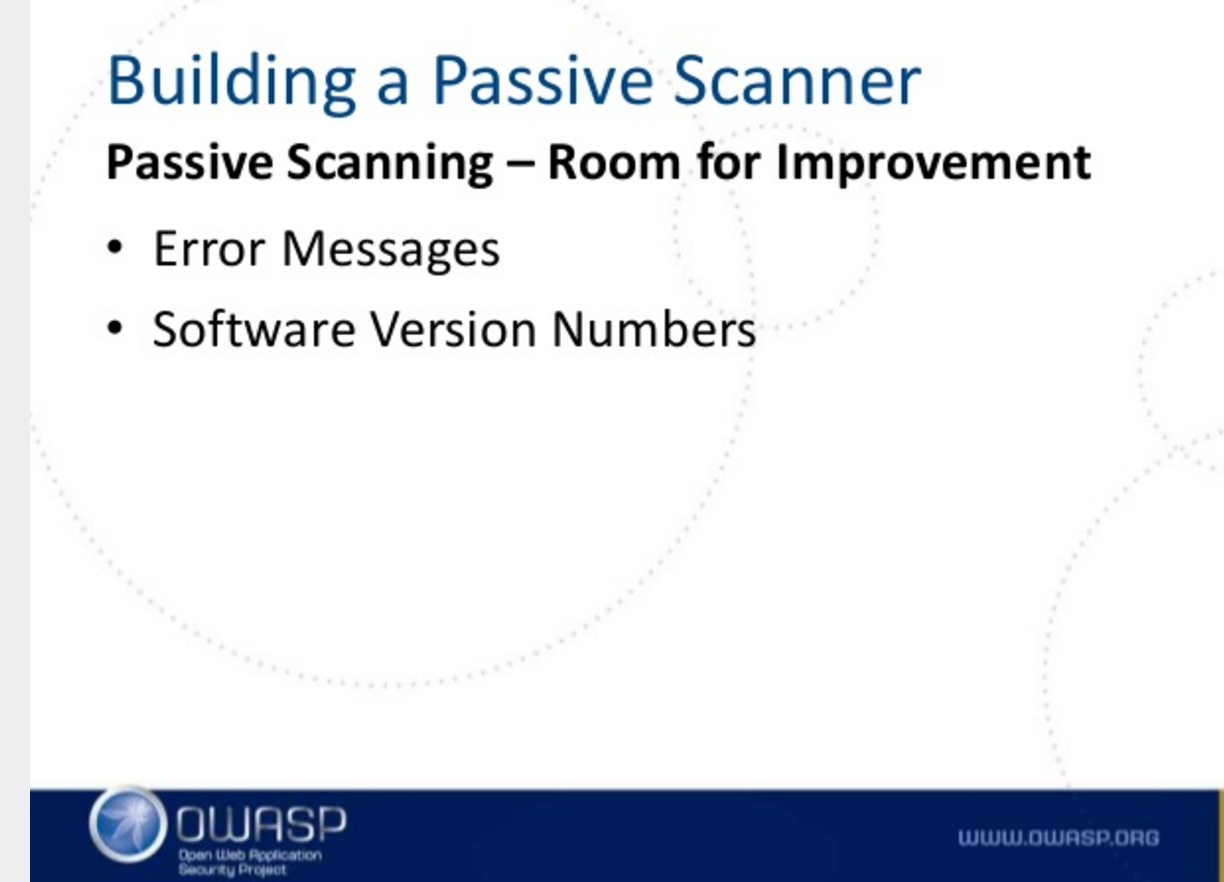 Building a Passive Scanner
Passive Scanning – Room for Improvement
• Error Messages
• Software Version Numbers
OWASP
Open Web Application
Security Project
WWW.OWASP.ORG